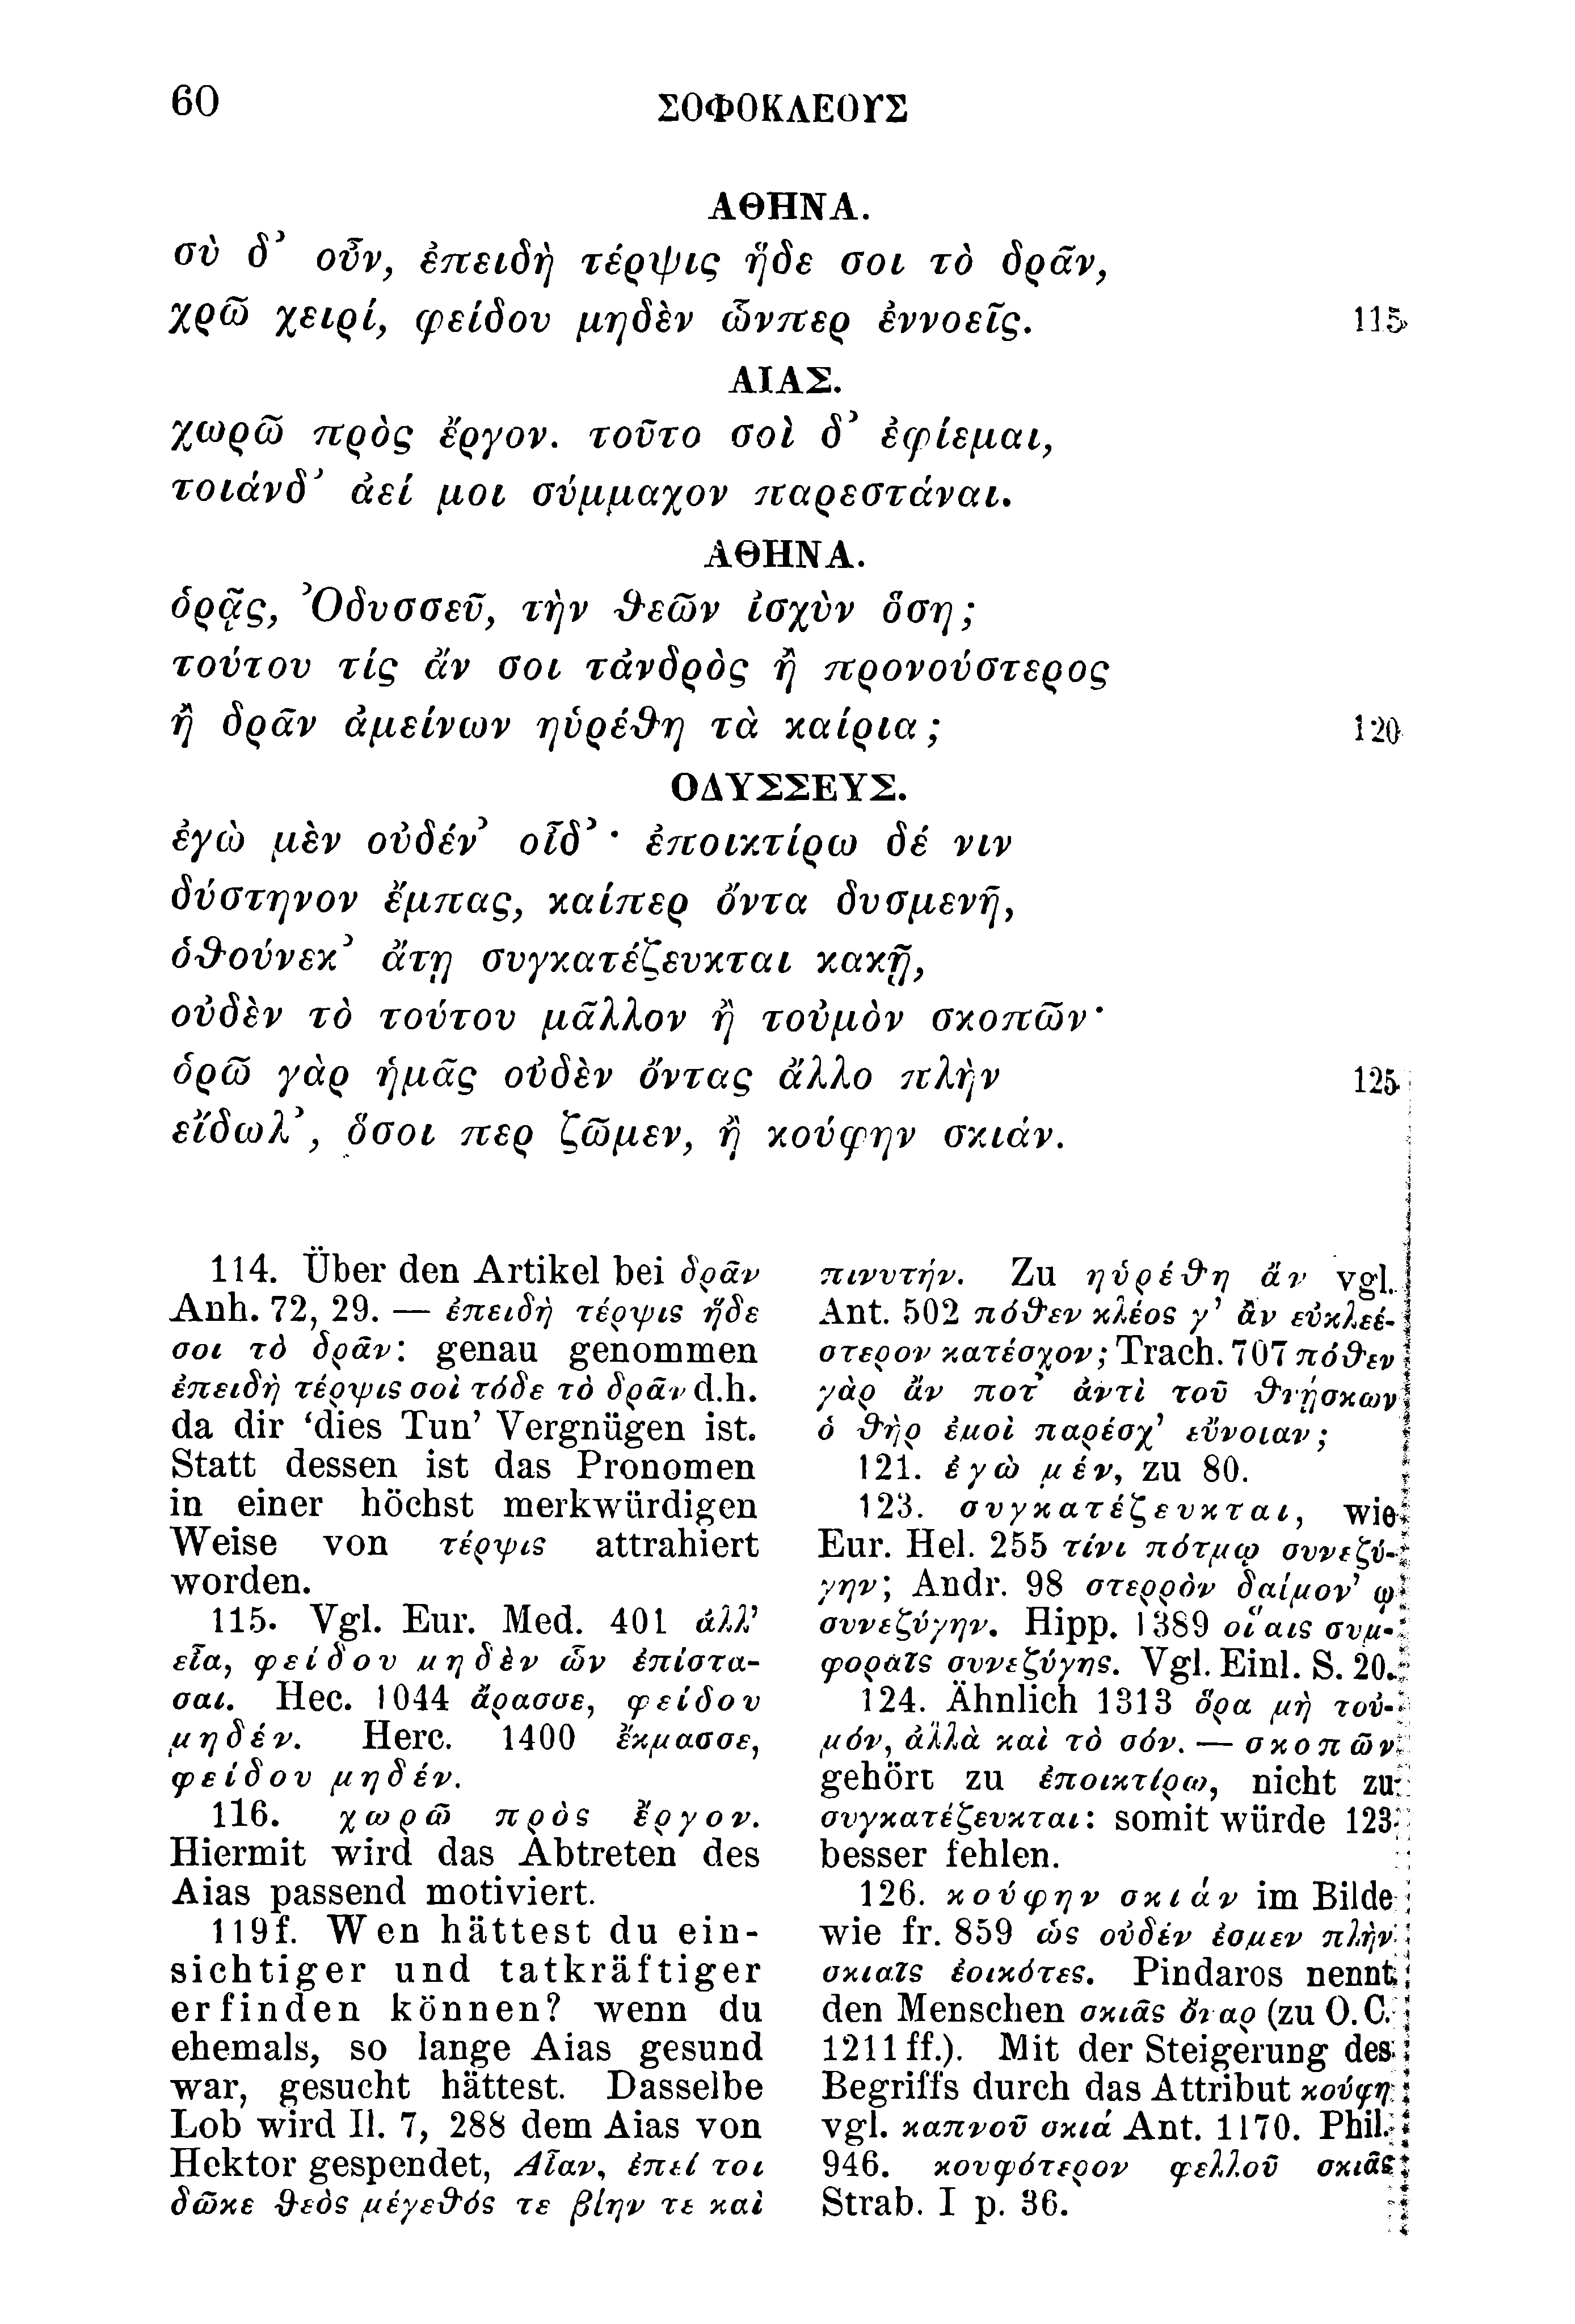 60
ΣΟΦΟΚΛΕΟΥΣ
ΑΘΗΝΑ.
σὺ δ’ οὖν, ἐπειδὴ τέρψις ἥδε σοι τὸ δρᾶν,
χρῶ χειρί, φείδου μηδὲν ὧνπερ ἐννοεῖς. 115
ΑΙΑΣ.
χωρῶ πρὸς ἔργον. τοῦτο σοὶ δ’ ἐφίεμαι,
τοιάνδ’ ἀεί μοι σύμμαχον παρεστάναι.
ΑΘΗΝΑ.
ὁρᾷς, Ὀδυσσεῦ, τὴν θεῶν ἰσχὺν ὅση;
τούτου τίς ἄν σοι τἀνδρὸς ἢ προνούστερος
ἢ δρᾶν ἀμείνων ηὑρέθη τὰ καίρια; 120
ΟΔΥΣΣΕΥΣ.
ἐγὼ μὲν οὐδέν’ οἶδ’· ἐποικτίρω δέ νιν
δύστηνον ἔμπας, καίπερ ὄντα δυσμενῆ,
ὁθούνεκ’ ἄτῃ συγκατέζευκται κακῇ,
οὐδὲν τὸ τούτου μᾶλλον ἢ τοὐμὸν σκοπῶν·
ὁρῶ γὰρ ἡμᾶς οὐδὲν ὄντας ἄλλο πλὴν 125
εἴδωλ’, ὅσοι περ ζῶμεν, ἢ κούφην σκιάν.
114. Über den Artikel bei δρᾶν
Anh. 72, 29. — ἐπειδὴ τέρψις ἥδε
σοι τὸ δρᾶν: genau genommen
ἐπειδὴ τέρψις σοὶ τόδε τὸ δρᾶν d.h.
da dir ‘dies Tun’ Vergnügen ist.
Statt dessen ist das Pronomen
in einer höchst merkwürdigen
Weise von τέρψις attrahiert
worden.
115. Vgl. Eur. Med. 401 ἀλλ’
εἶα, φείδου μηδὲν ὧν ἐπίστα-
σαι. Hec. 1044 ἄρασσε, φείδου
μηδέν. Herc. 1400 ἔκμασσε,
φείδου μηδέν.
116. χωρῶ πρὸς ἔργον.
Hiermit wird das Abtreten des
Aias passend motiviert.
119f. Wen hättest du ein-
sichtiger und tatkräftiger
erfinden können? wenn du
ehemals, so lange Aias gesund
war, gesucht hättest. Dasselbe
Lob wird Il. 7, 288 dem Aias von
Hektor gespendet, Αἶαν, ἐπεί τοι
δῶκε θεὸς μέγεθός τε βίην τε καὶ
πινυτήν. Zu ηὑρέθη ἄν vgl.
Ant. 502 πόθεν κλέος γ’ ἂν εὐκλεέ-
στερον κατέσχον; Trach. 707 πόθεν
γὰρ ἄν ποτ’ ἀντὶ τοῦ θνῄσκων
ὁ θὴρ ἐμοὶ παρέσχ’ εὔνοιαν;
121. ἐγὼ μέν, zu 80.
123. συγκατέζευκται, wie
Eur. Hel. 255 τίνι πότμῳ συνεζύ-
γην; Andr. 98 στερρὸν δαίμον’ ᾧ
συνεζύγην. Hipp. 1389 οἵαις συμ-
φοραῖς συνεζύγης. Vgl. Einl. S. 20.
124. Ähnlich 1313 ὅρα μὴ τοὐ-
μόν, ἀλλὰ καὶ τὸ σόν. — σκοπῶν
gehört zu ἐποικτίρω, nicht zu
συγκατέζευκται: somit würde 123
besser fehlen.
126. κούφην σκιάν im Bilde
wie fr. 859 ὡς οὐδέν ἐσμεν πλὴν
σκιαῖς ἐοικότες. Pindaros nennt
den Menschen σκιᾶς ὄναρ (zu O. C.
1211 ff.). Mit der Steigerung des
Begriffs durch das Attribut κούφη
vgl. καπνοῦ σκιά Ant. 1170. Phil.
946. κουφότερον φελλοῦ σκιᾶς
Strab. I p. 36.